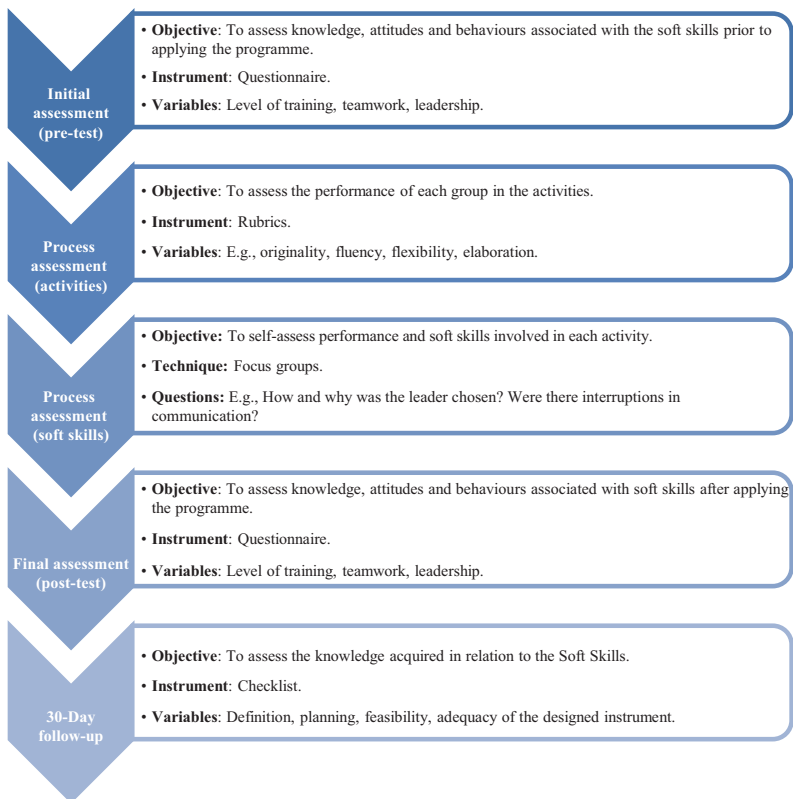 Initial
assessment
(pre-test)
• Objective: To assess knowledge, attitudes and behaviours associated with the soft skills prior to
applying the programme.
• Instrument: Questionnaire.
• Variables: Level of training, teamwork, leadership.
Process
assessment
(activities)
• Objective: To assess the performance of each group in the activities.
• Instrument: Rubrics.
• Variables: E.g., originality, fluency, flexibility, elaboration.
Process
assessment
(soft skills)
• Objective: To self-assess performance and soft skills involved in each activity.
• Technique: Focus groups.
• Questions: E.g., How and why was the leader chosen? Were there interruptions in
communication?
Final assessment
(post-test)
• Objective: To assess knowledge, attitudes and behaviours associated with soft skills after applying
the programme.
• Instrument: Questionnaire.
• Variables: Level of training, teamwork, leadership.
30-Day
follow-up
• Objective: To assess the knowledge acquired in relation to the Soft Skills.
• Instrument: Checklist.
• Variables: Definition, planning, feasibility, adequacy of the designed instrument.